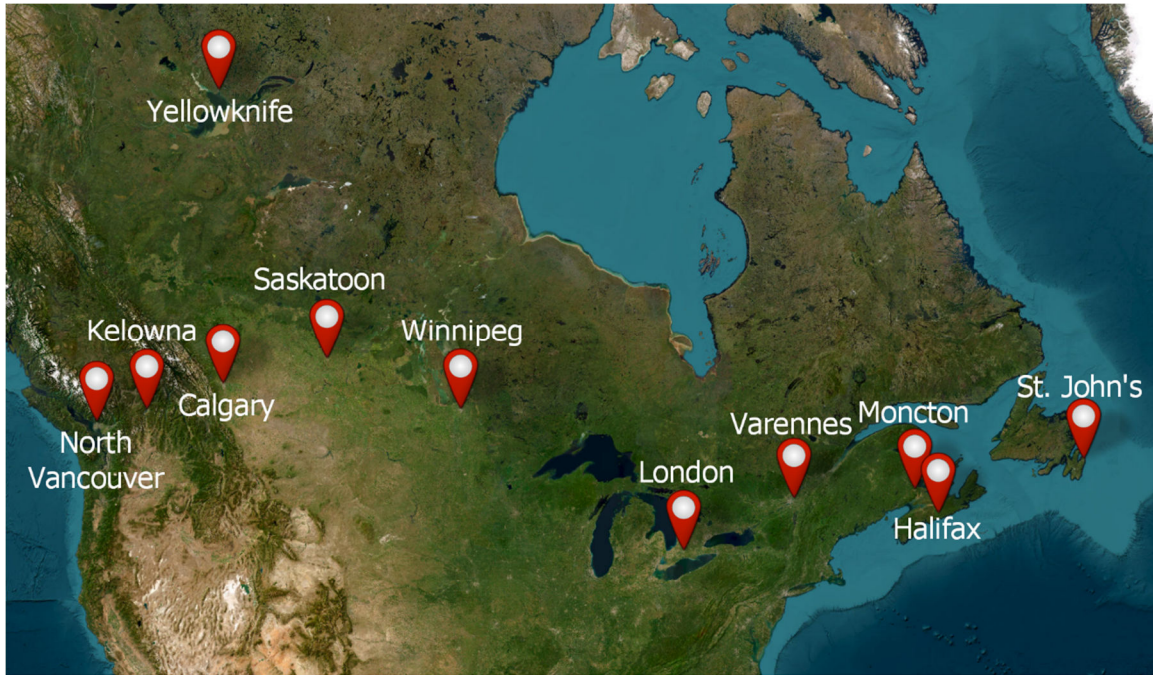 Yellowknife
Saskatoon
Kelowna
Winnipeg
Calgary
St. John's
Moncton
Varennes
North
Vancouver
London
Halifax